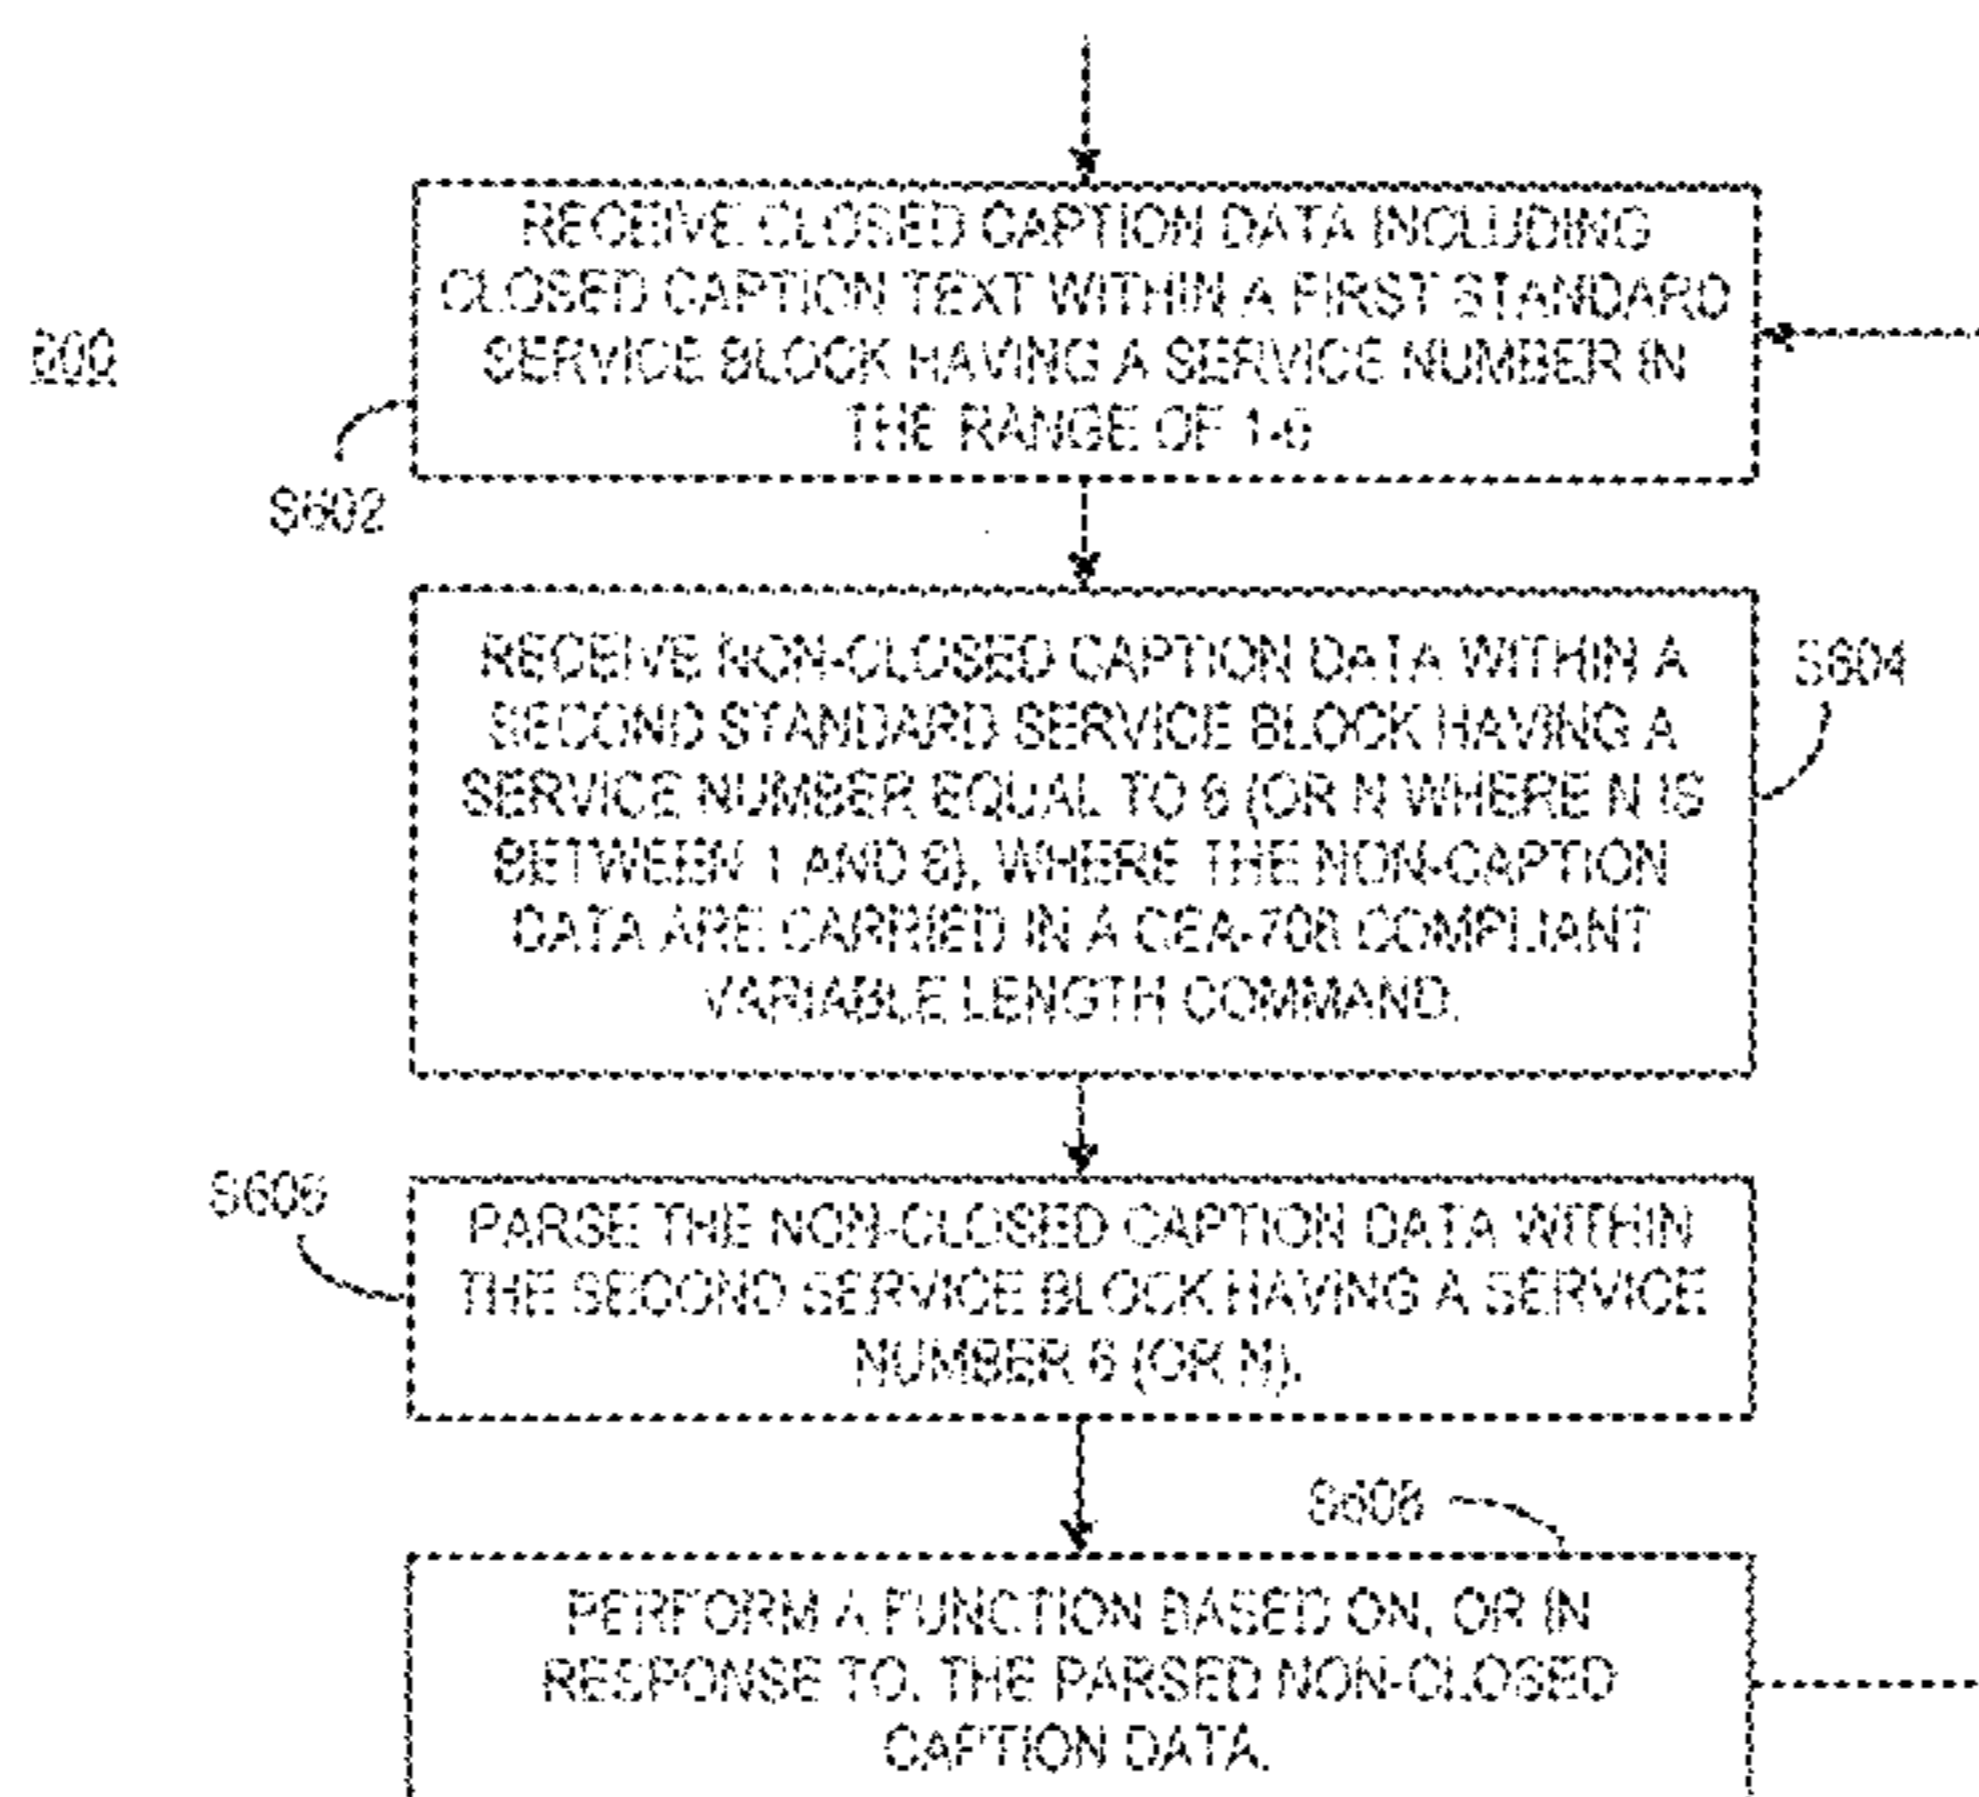 RECEIVE CLOSED CAPTION DATA INCLUDING
CLOSED CAPTION TEXT WITHIN A FIRST STANDARD
SERVICE BLOCK HAVING A SERVICE NUMBER IN
THE RANGE OF 1-6
600
S602
RECEIVE NON-CLOSED CAPTION DATA WITHIN A
SECOND STANDARD SERVICE BLOCK HAVING A
SERVICE NUMBER EQUAL TO 6 (OR N WHERE N IS
BETWEEN 1 AND 6), WHERE THE NON-CAPTION
DATA ARE CARRIED IN A CEA-708 COMPLIANT
VARIABLE LENGTH COMMAND.
S604
S606
PARSE THE NON-CLOSED CAPTION DATA WITHIN
THE SECOND SERVICE BLOCK HAVING A SERVICE
NUMBER 6 (OR N).
S608
PERFORM A FUNCTION BASED ON, OR IN
RESPONSE TO, THE PARSED NON-CLOSED
CAPTION DATA.